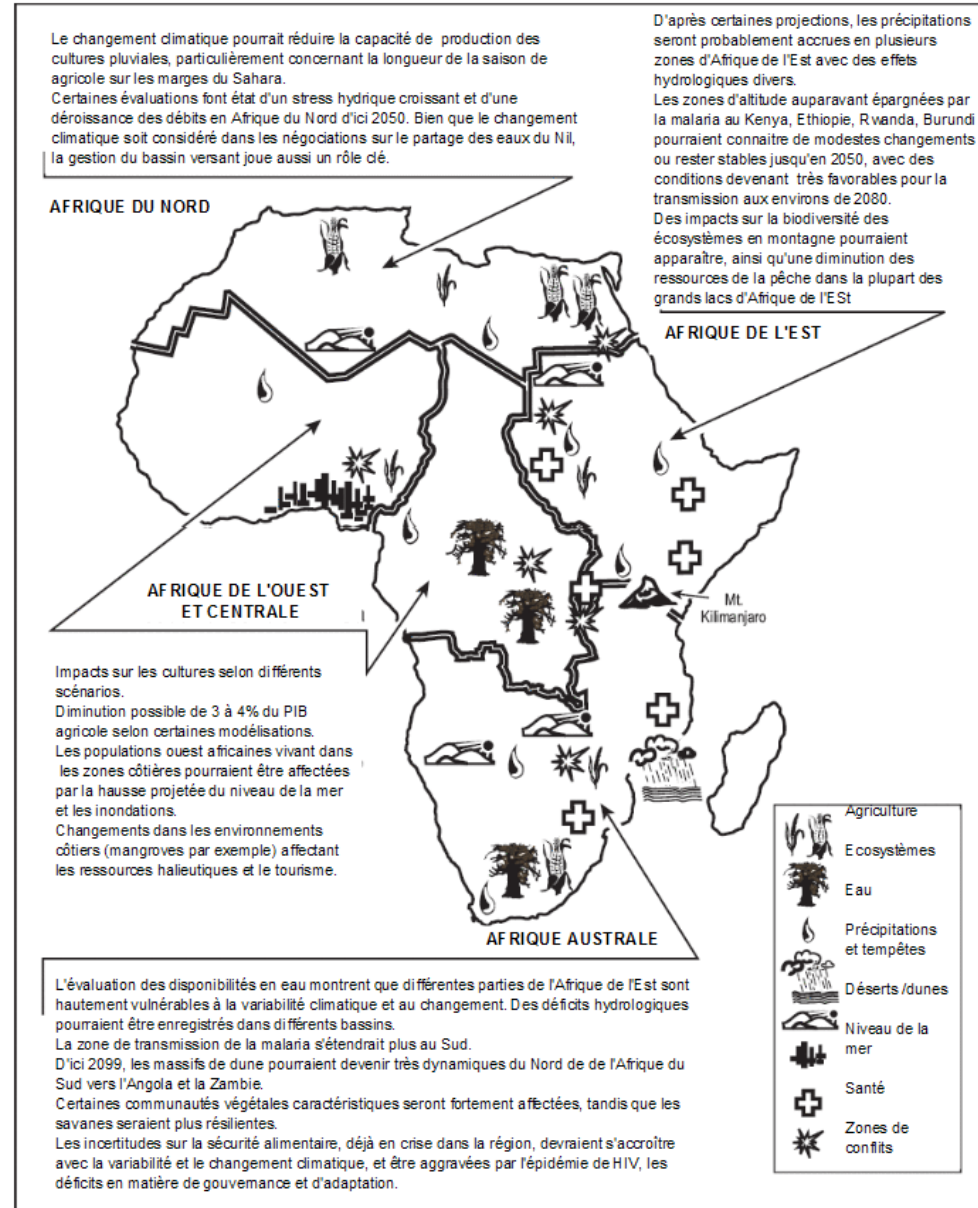 Le changement climatique pourrait réduire la capacité de production des
cultures pluviales, particulièrement concernant la longueur de la saison de
agricole sur les marges du Sahara.
Certaines évaluations font état d'un stress hydrique croissant et d'une
déroissance des débits en Afrique du Nord d'ici 2050. Bien que le changement
climatique soit considéré dans les négociations sur le partage des eaux du Nil,
la gestion du bassin versant joue aussi un rôle clé.
AFRIQUE DU NORD
D'après certaines projections, les précipitations
seront probablement accrues en plusieurs
zones d'Afrique de l'Est avec des effets
hydrologiques divers.
Les zones d'altitude auparavant épargnées par
la malaria au Kenya, Ethiopie, Rwanda, Burundi
pourraient connaitre de modestes changements
ou rester stables jusqu'en 2050, avec des
conditions devenant très favorables pour la
transmission aux environs de 2080.
Des impacts sur la biodiversité des
écosystèmes en montagne pourraient
apparaître, ainsi qu'une diminution des
ressources de la pêche dans la plupart des
grands lacs d'Afrique de l'ESt
AFRIQUE DE L'EST
AFRIQUE DE L'OUEST
ET CENTRALE
Mt.
Kilimanjaro
Impacts sur les cultures selon différents
scénarios.
Diminution possible de 3 à 4% du PIB
agricole selon certaines modélisations.
Les populations ouest africaines vivant dans
les zones côtières pourraient être affectées
par la hausse projetée du niveau de la mer
et les inondations.
Changements dans les environnements
côtiers (mangroves par exemple) affectant
les ressources halieutiques et le tourisme.
AFRIQUE AUSTRALE
L'évaluation des disponibilités en eau montrent que différentes parties de l'Afrique de l'Est sont
hautement vulnérables à la variabilité climatique et au changement. Des déficits hydrologiques
pourraient être enregistrés dans différents bassins.
La zone de transmission de la malaria s'étendrait plus au Sud.
D'ici 2099, les massifs de dune pourraient devenir très dynamiques du Nord de de l'Afrique du
Sud vers l'Angola et la Zambie.
Certaines communautés végétales caractéristiques seront fortement affectées, tandis que les
savanes seraient plus résilientes.
Les incertitudes sur la sécurité alimentaire, déjà en crise dans la région, devraient s'accroître
avec la variabilité et le changement climatique, et être aggravées par l'épidémie de HIV, les
déficits en matière de gouvernance et d'adaptation.
Agriculture
Ecosystèmes
Eau
Précipitations
et tempêtes
Déserts /dunes
Niveau de la
mer
Santé
Zones de
conflits